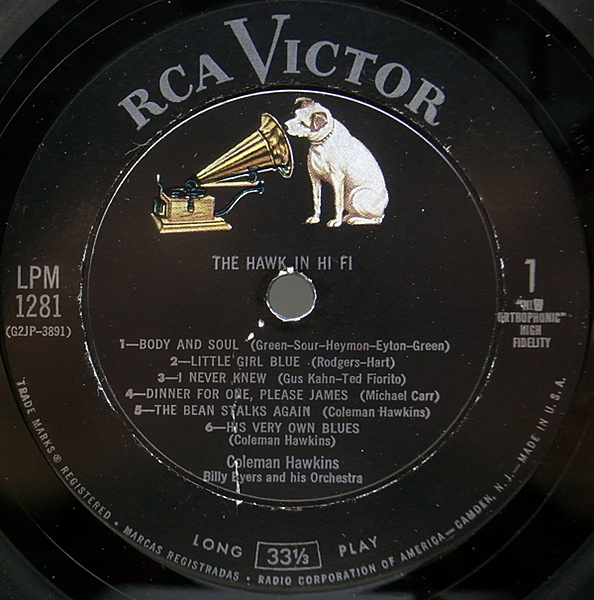 RCA VICTOR
THE HAWK IN HI FI
LPM
1281
(G2JP-3891)
1
"NEW
ORTHOPHONIC"
HIGH
FIDELITY
1—BODY AND SOUL (Green-Sour-Heymon-Eyton-Green)
2—LITTLE GIRL BLUE (Rodgers-Hart)
3—I NEVER KNEW (Gus Kahn-Ted Fiorito)
4—DINNER FOR ONE, PLEASE JAMES (Michael Carr)
5—THE BEAN STALKS AGAIN (Coleman Hawkins)
6—HIS VERY OWN BLUES
(Coleman Hawkins)
Coleman Hawkins
Billy Byers and his Orchestra
LONG 33⅓ PLAY
TRADE MARKS ® REGISTERED • MARCAS REGISTRADAS • RADIO CORPORATION OF AMERICA—CAMDEN, N. J.—MADE IN U.S.A.